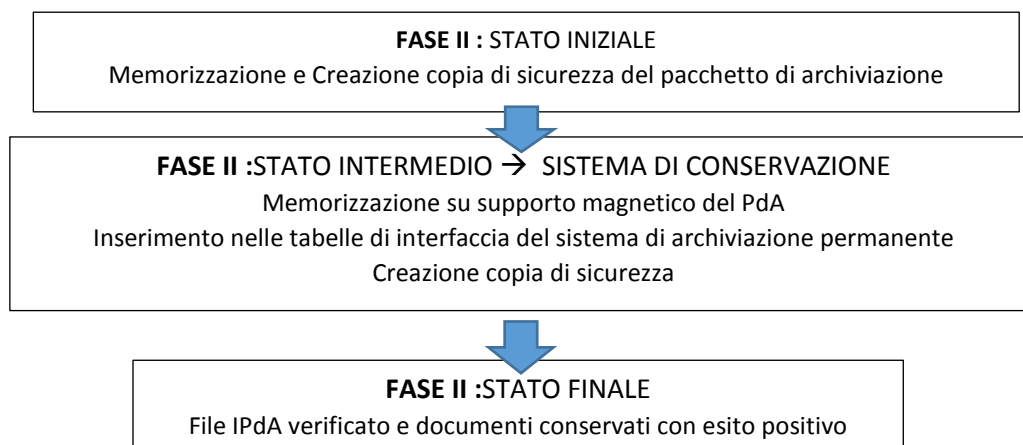 FASE II : STATO INIZIALE
Memorizzazione e Creazione copia di sicurezza del pacchetto di archiviazione
FASE II :STATO INTERMEDIO → SISTEMA DI CONSERVAZIONE
Memorizzazione su supporto magnetico del PdA
Inserimento nelle tabelle di interfaccia del sistema di archiviazione permanente
Creazione copia di sicurezza
FASE II :STATO FINALE
File IPdA verificato e documenti conservati con esito positivo